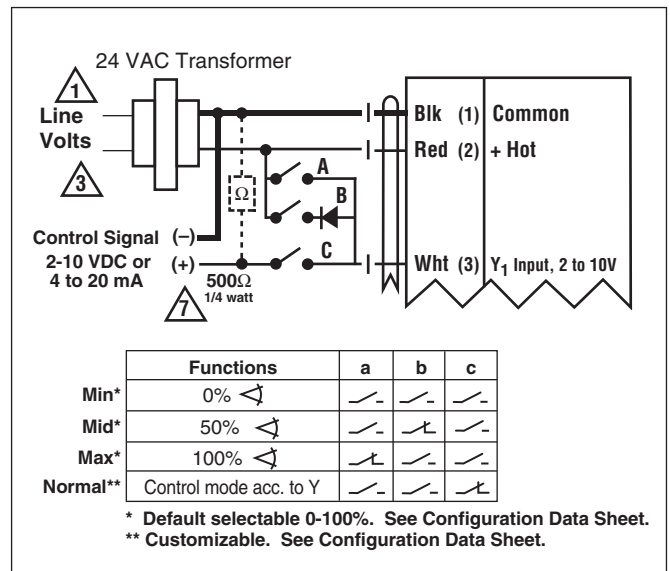 24 VAC Transformer
1
Line
Volts
3
Blk (1) Common
Red (2) + Hot
A
B
C
Ω
Control Signal (–)
2-10 VDC or (+)
4 to 20 mA
7
500Ω
1/4 watt
Wht (3) Y1 Input, 2 to 10V
Functions a b c
Min* 0%
Mid* 50%
Max* 100%
Normal** Control mode acc. to Y
* Default selectable 0-100%. See Configuration Data Sheet.
** Customizable. See Configuration Data Sheet.